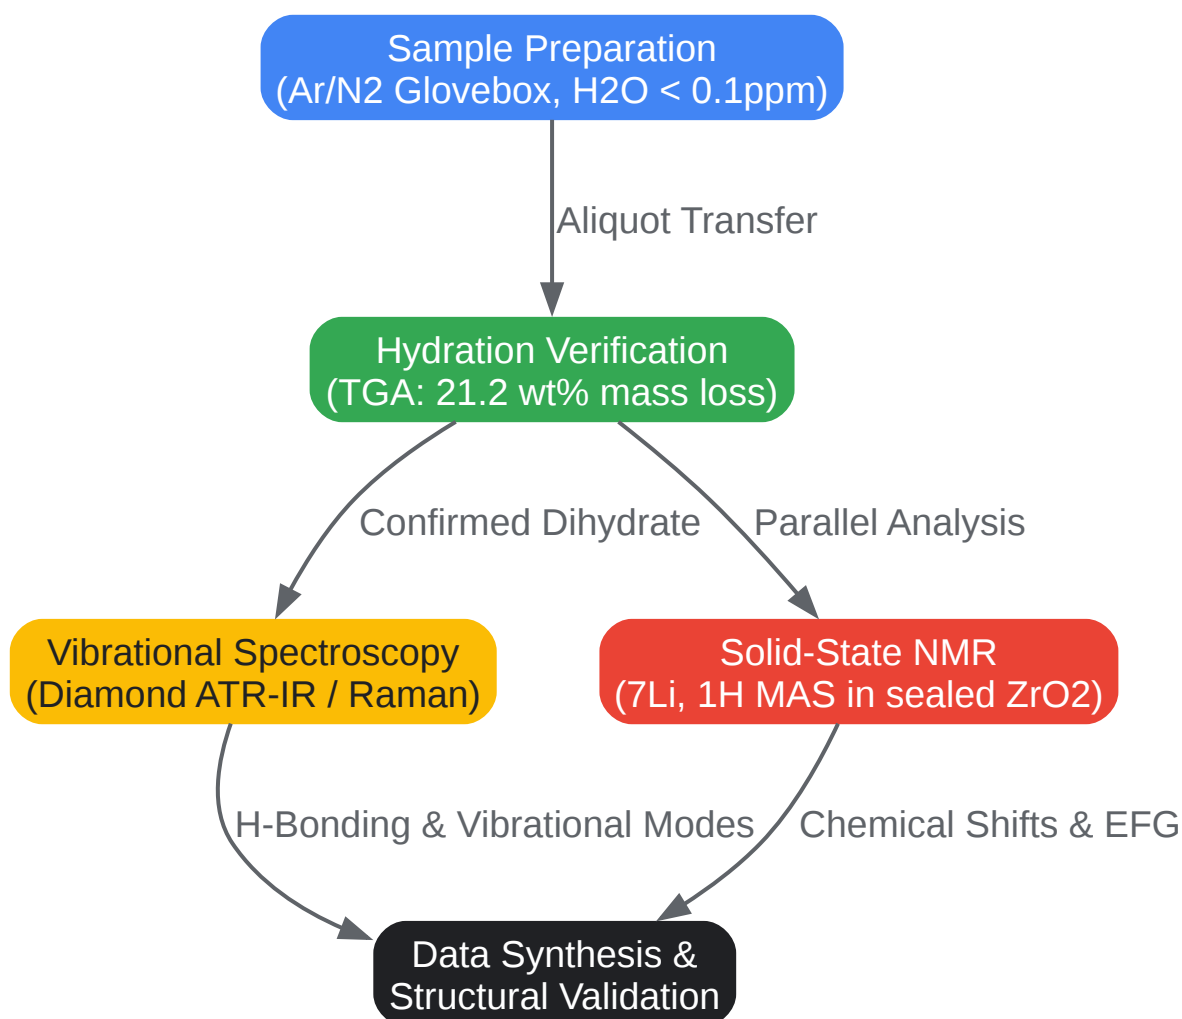 Sample Preparation
(Ar/N2 Glovebox, H2O < 0.1ppm)
Aliquot Transfer
Hydration Verification
(TGA: 21.2 wt% mass loss)
Confirmed Dihydrate
Parallel Analysis
Vibrational Spectroscopy
(Diamond ATR-IR / Raman)
Solid-State NMR
(7Li, 1H MAS in sealed ZrO2)
H-Bonding & Vibrational Modes
Chemical Shifts & EFG
Data Synthesis &
Structural Validation